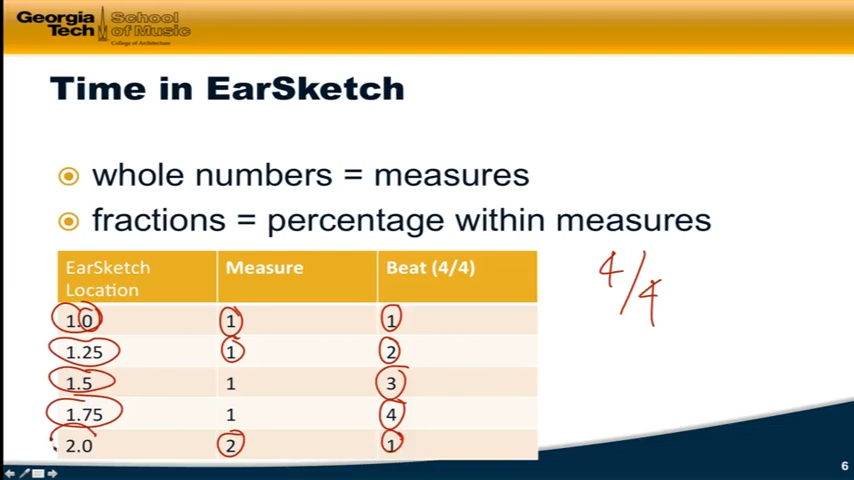 Georgia Tech School of Music
College of Architecture
Time in EarSketch
whole numbers = measures
fractions = percentage within measures
EarSketch Location Measure Beat (4/4)
1.0 1 1
1.25 1 2
1.5 1 3
1.75 1 4
2.0 2 1
4/4
6